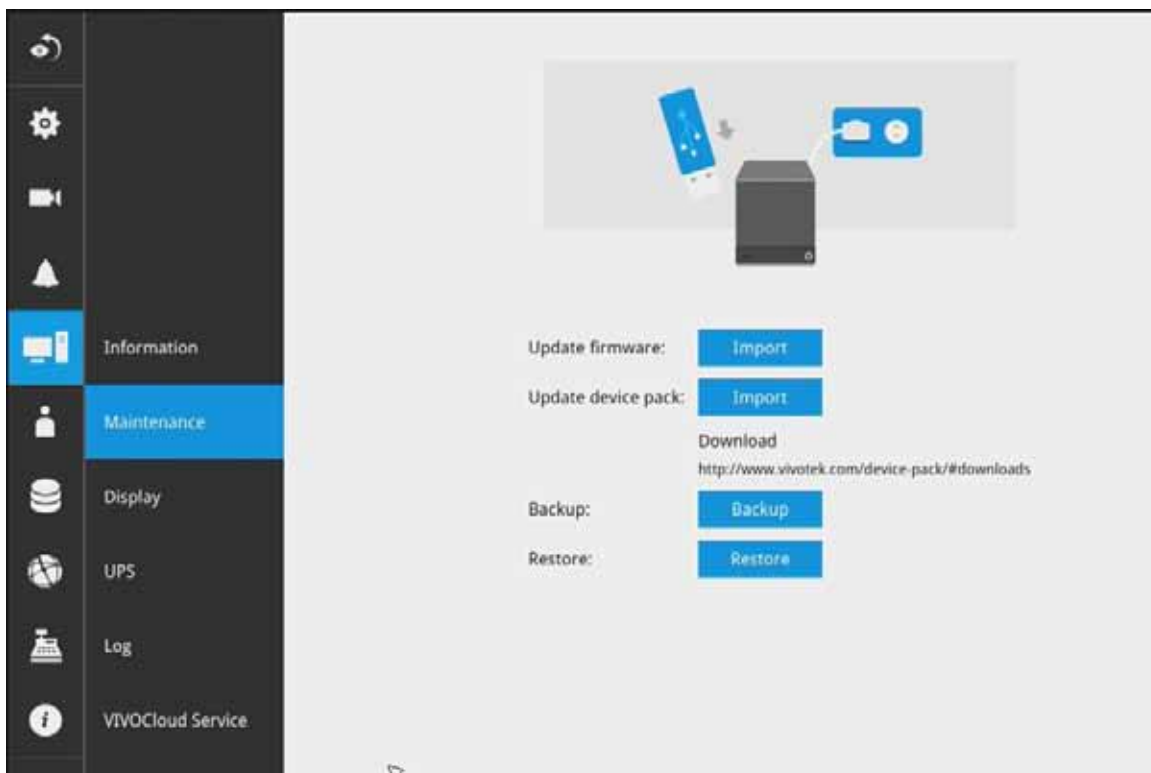 Information
Maintenance
Display
UPS
Log
VIVOCloud Service
Update firmware: Import
Update device pack: Import
Download
http://www.vivotek.com/device-pack/#downloads
Backup: Backup
Restore: Restore